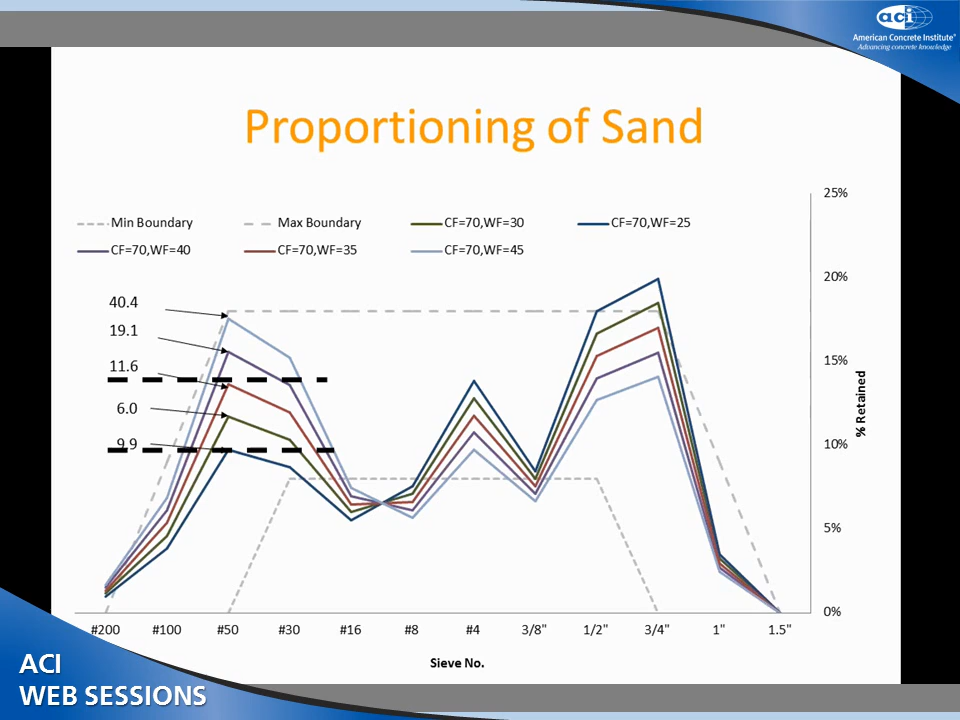 aci
American Concrete Institute®
Advancing concrete knowledge
Proportioning of Sand
25%
Min Boundary
Max Boundary
CF=70,WF=30
CF=70,WF=25
CF=70,WF=40
CF=70,WF=35
CF=70,WF=45
20%
40.4
19.1
15%
11.6
% Retained
6.0
10%
9.9
5%
0%
#200 #100 #50 #30 #16 #8 #4 3/8" 1/2" 3/4" 1" 1.5"
Sieve No.
ACI
WEB SESSIONS